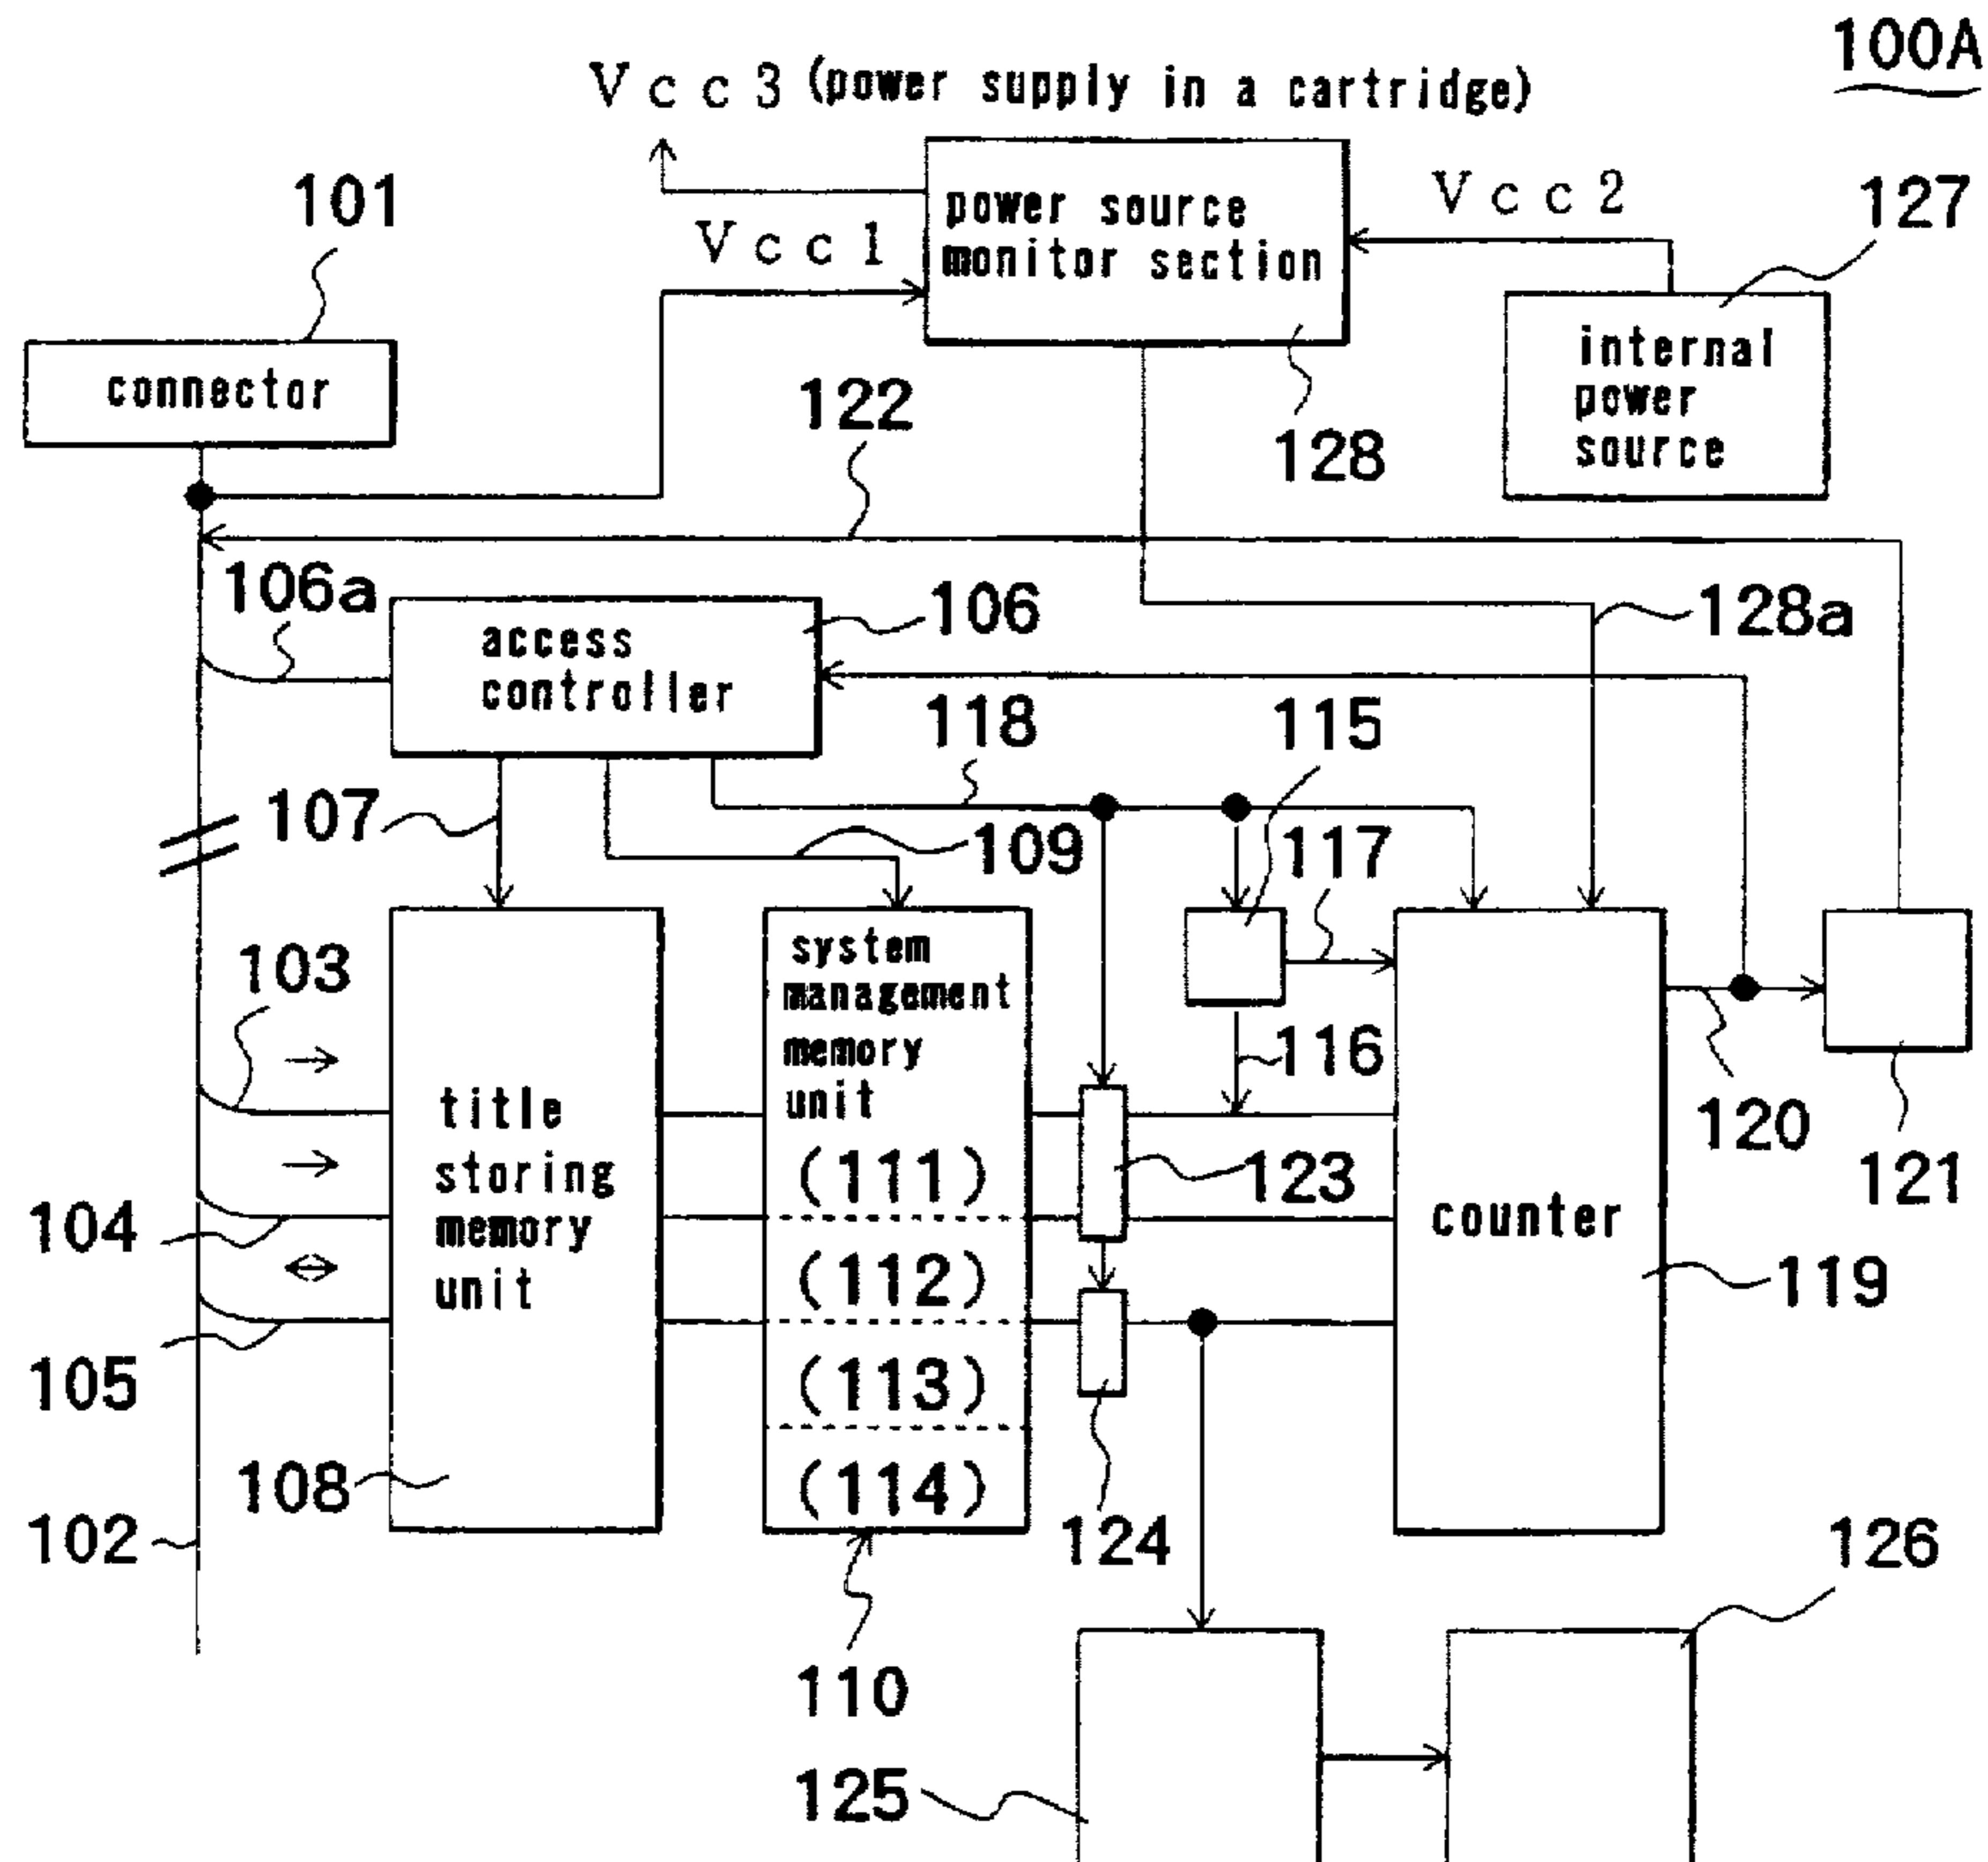 100A
Vcc3 (power supply in a cartridge)
101
power source
monitor section
Vcc1
Vcc2
127
connector
122
128
internal
power
source
106a
access
controller
106
128a
118
115
107
109
117
103
system
management
memory
unit
116
title
storing
memory
unit
(111)
123
120
121
104
(112)
counter
119
105
(113)
108
(114)
102
124
126
110
125